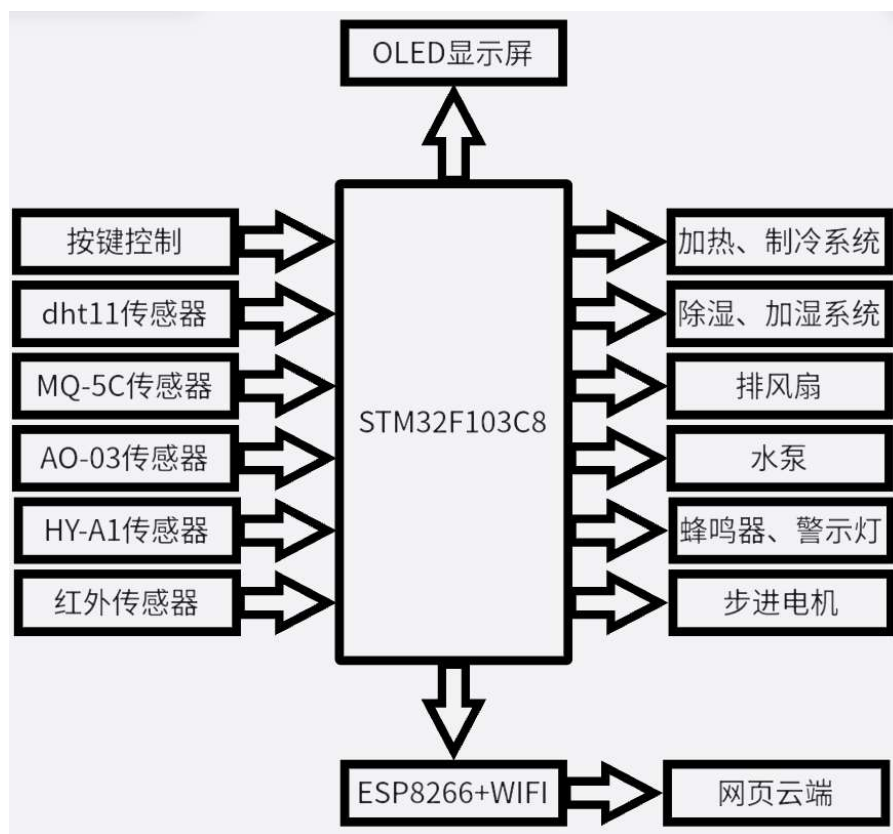 OLED显示屏
按键控制
dht11传感器
MQ-5C传感器
AO-03传感器
HY-A1传感器
红外传感器
STM32F103C8
加热、制冷系统
除湿、加湿系统
排风扇
水泵
蜂鸣器、警示灯
步进电机
ESP8266+WIFI
网页云端